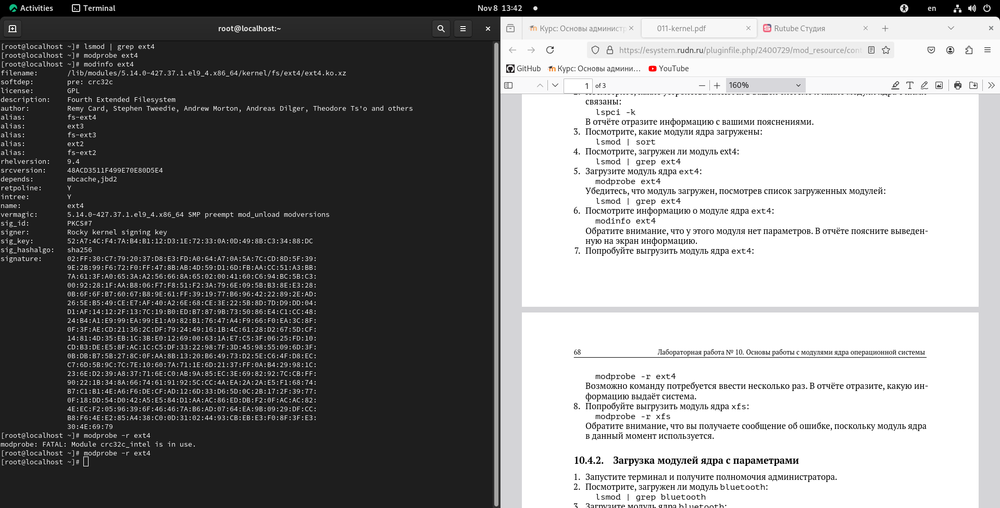 Activities Terminal Nov 8 13:42 en
root@localhost:~
[root@localhost ~]# lsmod | grep ext4
[root@localhost ~]# modprobe ext4
[root@localhost ~]# modinfo ext4
filename: /lib/modules/5.14.0-427.37.1.el9_4.x86_64/kernel/fs/ext4/ext4.ko.xz
softdep: pre: crc32c
license: GPL
description: Fourth Extended Filesystem
author: Remy Card, Stephen Tweedie, Andrew Morton, Andreas Dilger, Theodore Ts'o and others
alias: fs-ext4
alias: ext3
alias: fs-ext3
alias: ext2
alias: fs-ext2
rhelversion: 9.4
srcversion: 48ACD3511F499E70E80D5E4
depends: mbcache,jbd2
retpoline: Y
intree: Y
name: ext4
vermagic: 5.14.0-427.37.1.el9_4.x86_64 SMP preempt mod_unload modversions
sig_id: PKCS#7
signer: Rocky kernel signing key
sig_key: 52:A7:4C:F4:7A:B4:B1:12:D3:1E:72:33:0A:0D:49:8B:C3:34:88:DC
sig_hashalgo: sha256
signature: 02:FF:30:C7:79:20:37:D8:E3:FD:A0:64:A7:0A:5A:7C:CD:8D:5F:39:
9E:2B:99:F6:72:F0:FF:47:8B:AB:4D:59:D1:6D:FB:AA:CC:51:A3:BB:
7A:61:3F:A0:65:3A:A2:56:66:8A:65:02:00:41:60:C6:94:BC:5B:C3:
00:92:28:1F:AA:B8:06:F7:F8:51:F2:3A:79:6E:09:5B:B3:8E:E3:28:
0B:6F:6F:B7:60:67:B8:9E:61:FF:39:19:77:B6:96:42:22:89:2E:AD:
26:5E:B5:49:CE:E7:AF:40:A2:6E:68:CE:3E:22:5B:8D:7D:D9:DD:04:
D1:AF:14:12:2F:13:7C:19:B0:ED:B7:87:9B:73:50:86:E4:C1:CC:48:
24:B4:A1:E9:99:EA:99:E1:A9:82:B1:76:47:A4:F9:66:F0:EA:3C:8F:
0F:3F:AE:CD:21:36:2C:DF:79:24:49:16:1B:4C:61:28:D2:67:5D:CF:
14:81:4D:35:EB:1C:3B:E0:12:69:00:63:1A:E7:C5:3F:06:25:FD:10:
CD:B3:DE:E5:8F:AC:1C:C5:DF:33:22:98:7F:3D:45:98:55:09:6D:3F:
0B:DB:B7:5B:27:8C:0F:AA:8B:13:20:B6:49:73:D2:5E:C6:4F:D8:EC:
C7:6D:5B:9C:7C:7E:10:60:7A:71:1E:6D:21:37:FF:0A:B4:29:98:1C:
23:6E:D2:39:A8:37:71:6E:C0:AB:9A:85:EC:3E:69:82:92:7C:CB:FF:
90:22:1B:34:8A:66:74:61:91:92:5C:CC:4A:EA:2A:2A:E5:F1:68:74:
B7:C1:B1:4E:A6:F6:DE:CF:AD:12:6D:33:D6:5D:0C:2B:17:2F:39:77:
0F:18:DD:54:D0:42:A5:E5:84:D1:AA:AC:86:ED:DB:F2:0F:AC:AC:82:
4E:EC:F2:05:96:39:6F:46:46:7A:B6:AD:07:64:EA:9B:09:29:DF:CC:
B8:F6:4E:E2:85:A4:38:C0:0D:31:02:44:93:CB:EB:E3:F0:8F:3F:E3:
30:4E:69:79
[root@localhost ~]# modprobe -r ext4
modprobe: FATAL: Module crc32c_intel is in use.
[root@localhost ~]# modprobe -r ext4
[root@localhost ~]#
Курс: Основы администр 011-kernel.pdf Rutube Студия
https://esystem.rudn.ru/pluginfile.php/2400729/mod_resource/cont
GitHub Курс: Основы админи… YouTube
1 of 3 160%
связаны:
lspci -k
В отчёте отразите информацию с вашими пояснениями.
3. Посмотрите, какие модули ядра загружены:
lsmod | sort
4. Посмотрите, загружен ли модуль ext4:
lsmod | grep ext4
5. Загрузите модуль ядра ext4:
modprobe ext4
Убедитесь, что модуль загружен, посмотрев список загруженных модулей:
lsmod | grep ext4
6. Посмотрите информацию о модуле ядра ext4:
modinfo ext4
Обратите внимание, что у этого модуля нет параметров. В отчёте поясните выведен-
ную на экран информацию.
7. Попробуйте выгрузить модуль ядра ext4:
68 Лабораторная работа № 10. Основы работы с модулями ядра операционной системы
modprobe -r ext4
Возможно команду потребуется ввести несколько раз. В отчёте отразите, какую ин-
формацию выдаёт система.
8. Попробуйте выгрузить модуль ядра xfs:
modprobe -r xfs
Обратите внимание, что вы получаете сообщение об ошибке, поскольку модуль ядра
в данный момент используется.
10.4.2. Загрузка модулей ядра с параметрами
1. Запустите терминал и получите полномочия администратора.
2. Посмотрите, загружен ли модуль bluetooth:
lsmod | grep bluetooth
3. Загрузите модуль ядра bluetooth: